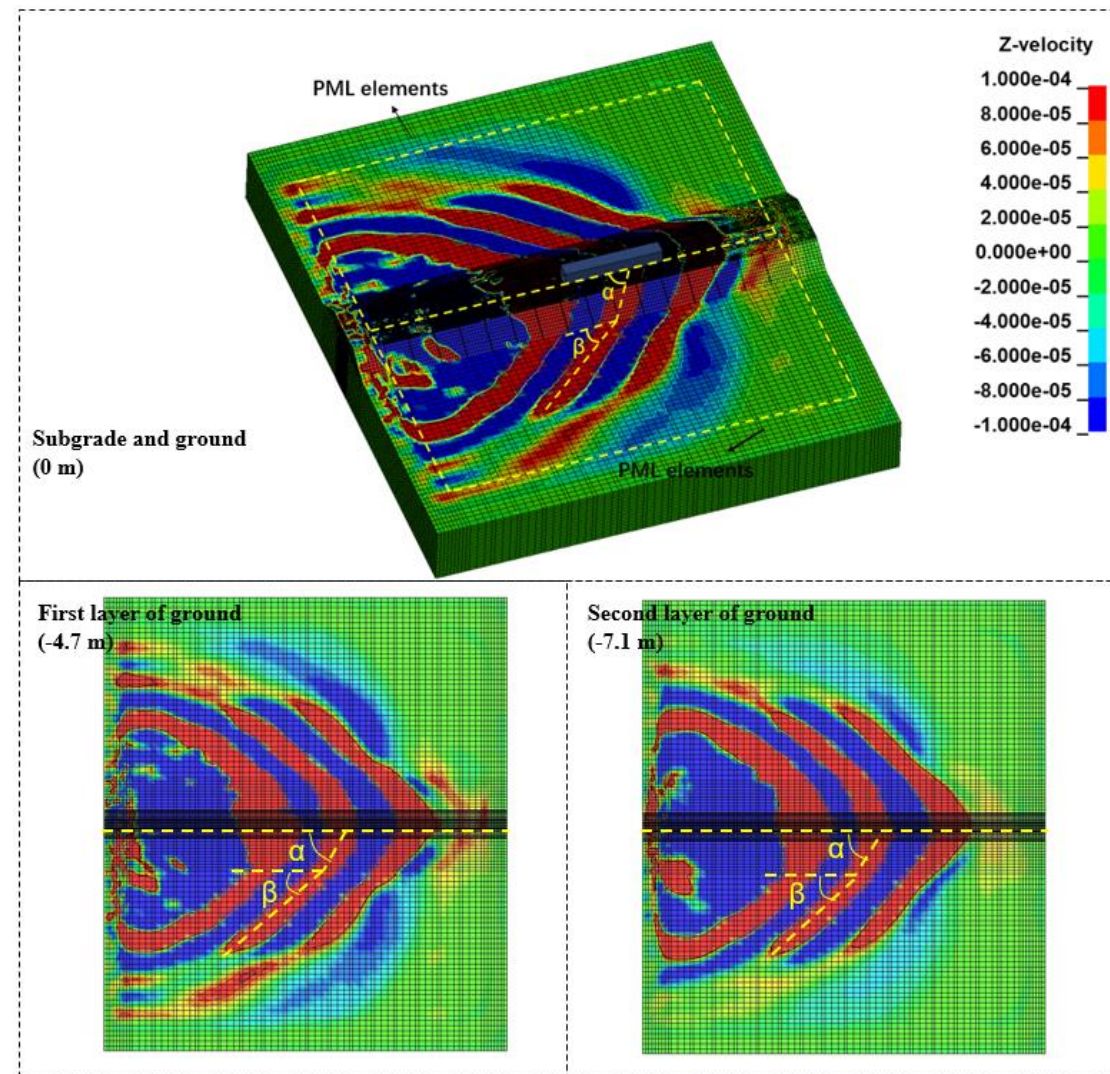 PML elements
Z-velocity
1.000e-04
8.000e-05
6.000e-05
4.000e-05
2.000e-05
0.000e+00
-2.000e-05
-4.000e-05
-6.000e-05
-8.000e-05
-1.000e-04
α
β
Subgrade and ground
(0 m)
PML elements
First layer of ground
(-4.7 m)
α
β
Second layer of ground
(-7.1 m)
α
β